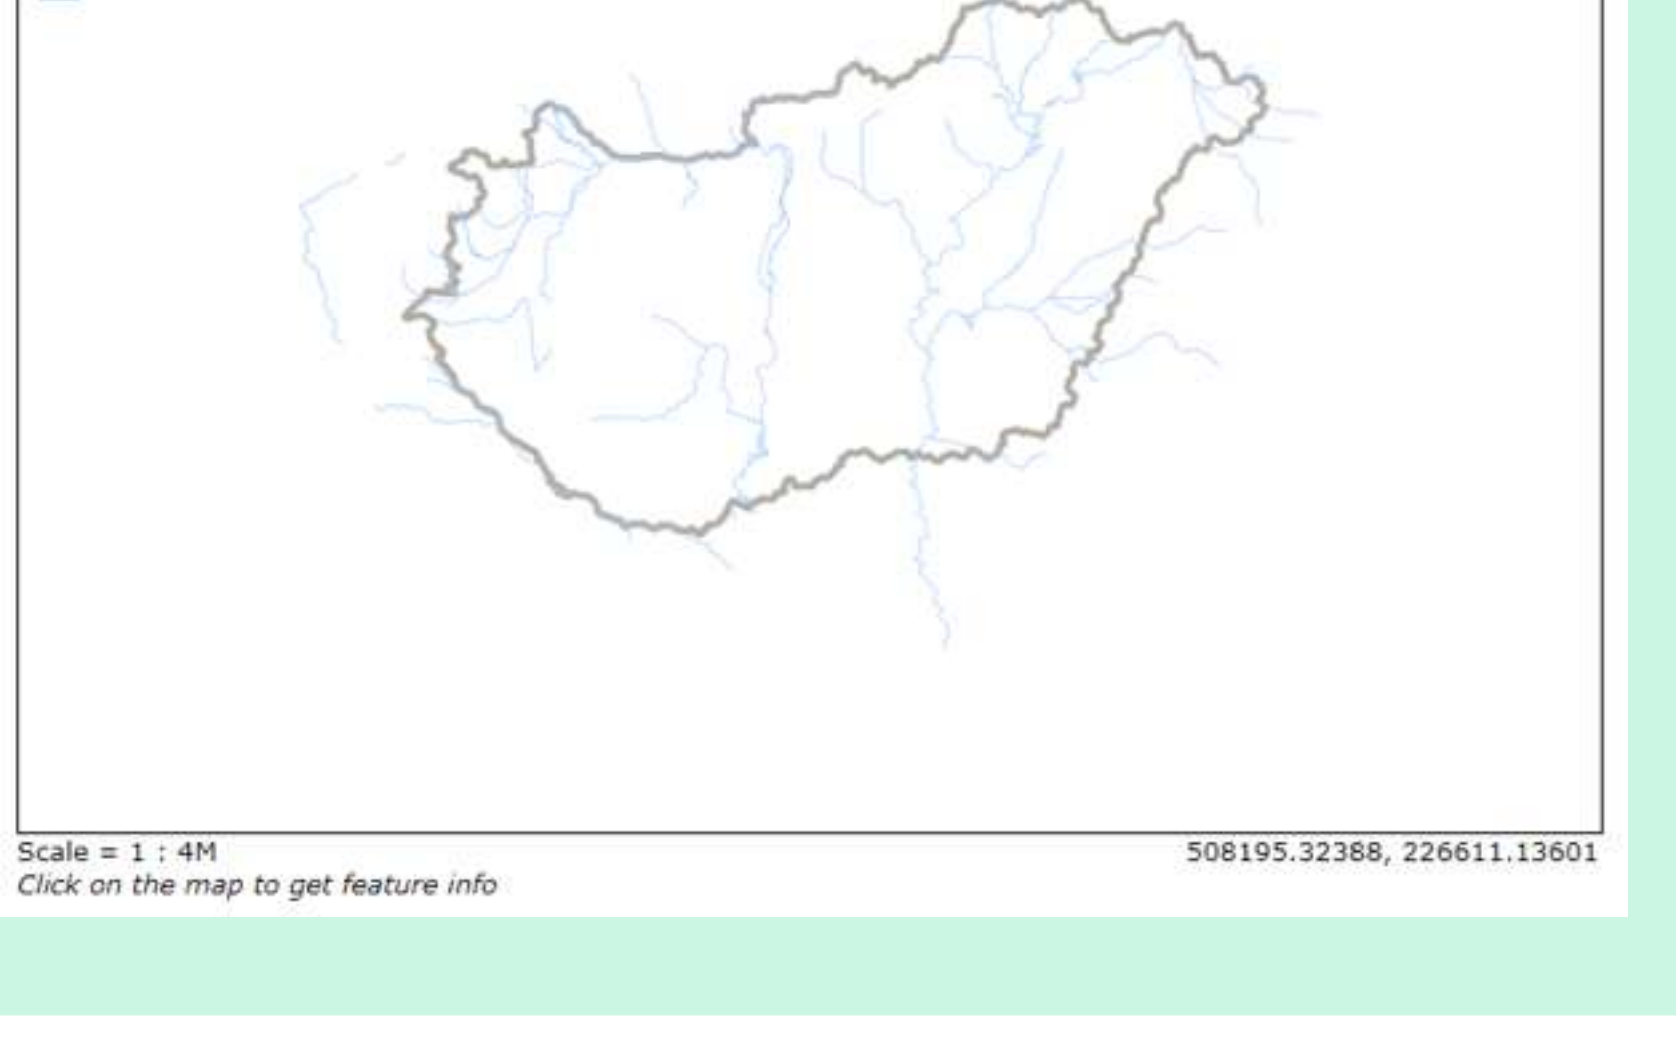 Scale = 1 : 4M
508195.32388, 226611.13601
Click on the map to get feature info